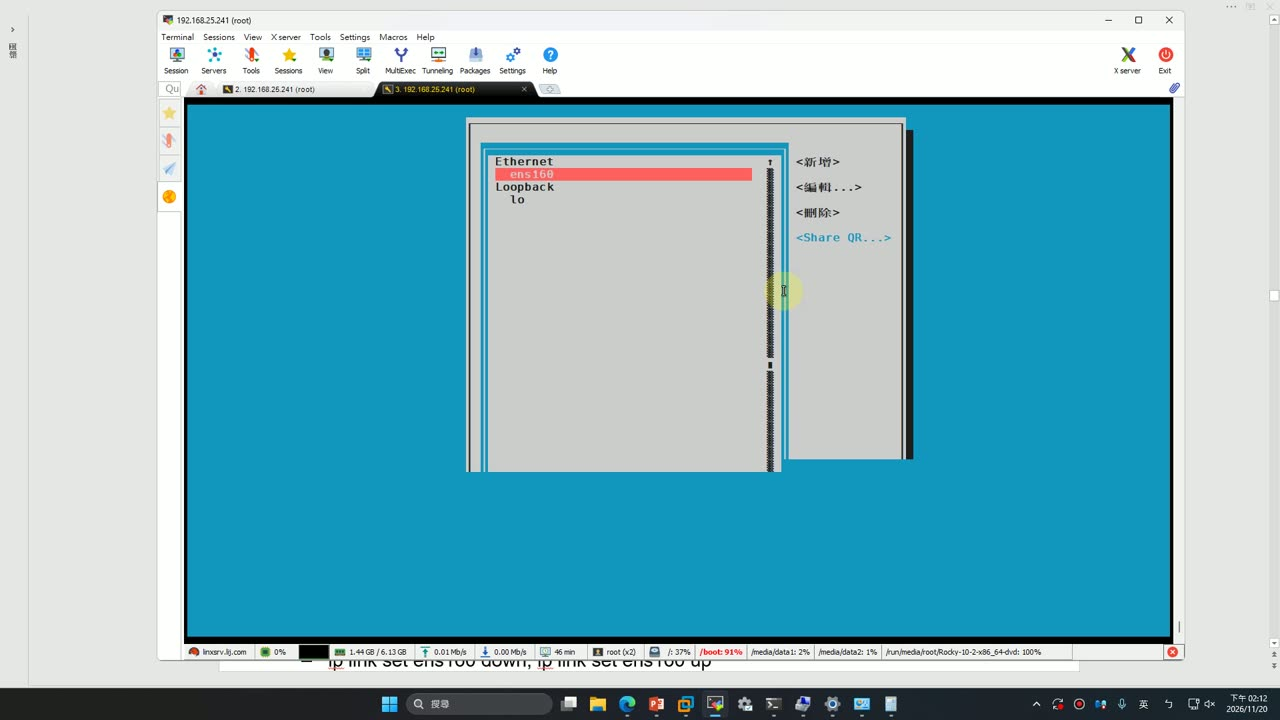 192.168.25.241 (root)
Terminal Sessions View X server Tools Settings Macros Help
Session Servers Tools Sessions View Split MultiExec Tunneling Packages Settings Help X server Exit
Qu
2. 192.168.25.241 (root)
3. 192.168.25.241 (root)
Ethernet
ens160
Loopback
lo
<新增>
<編輯...>
<刪除>
<Share QR...>
linxsrv.lij.com 0% 1.44 GB / 6.13 GB 0.01 Mb/s 0.00 Mb/s 46 min root (x2) /: 37% /boot: 91% /media/data1: 2% /media/data2: 1% /run/media/root/Rocky-10-2-x86_64-dvd: 100%
– ip link set ens160 down; ip link set ens160 up
搜尋
英
下午 02:12
2026/11/20